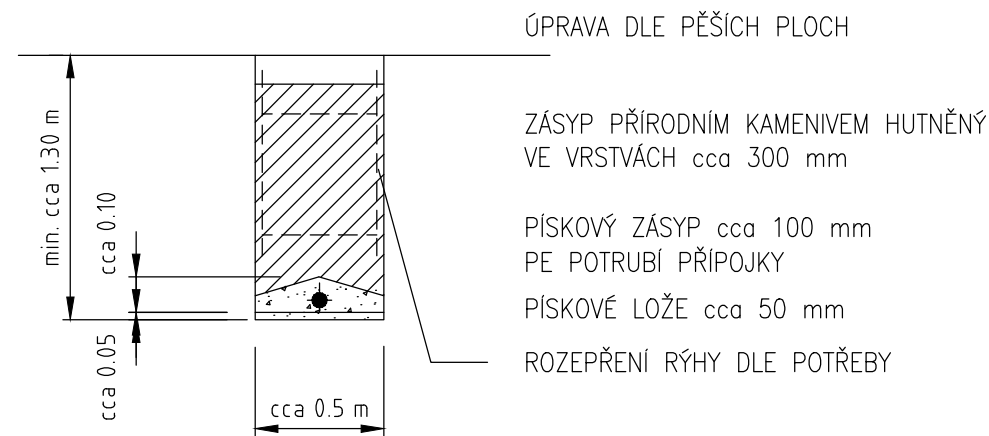 ÚPRAVA DLE PĚŠÍCH PLOCH
ZÁSYP PŘÍRODNÍM KAMENIVEM HUTNĚNÝ
VE VRSTVÁCH cca 300 mm
PÍSKOVÝ ZÁSYP cca 100 mm
PE POTRUBÍ PŘÍPOJKY
PÍSKOVÉ LOŽE cca 50 mm
ROZEPŘENÍ RÝHY DLE POTŘEBY
min. cca 1.30 m
cca 0.10
cca 0.05
cca 0.5 m